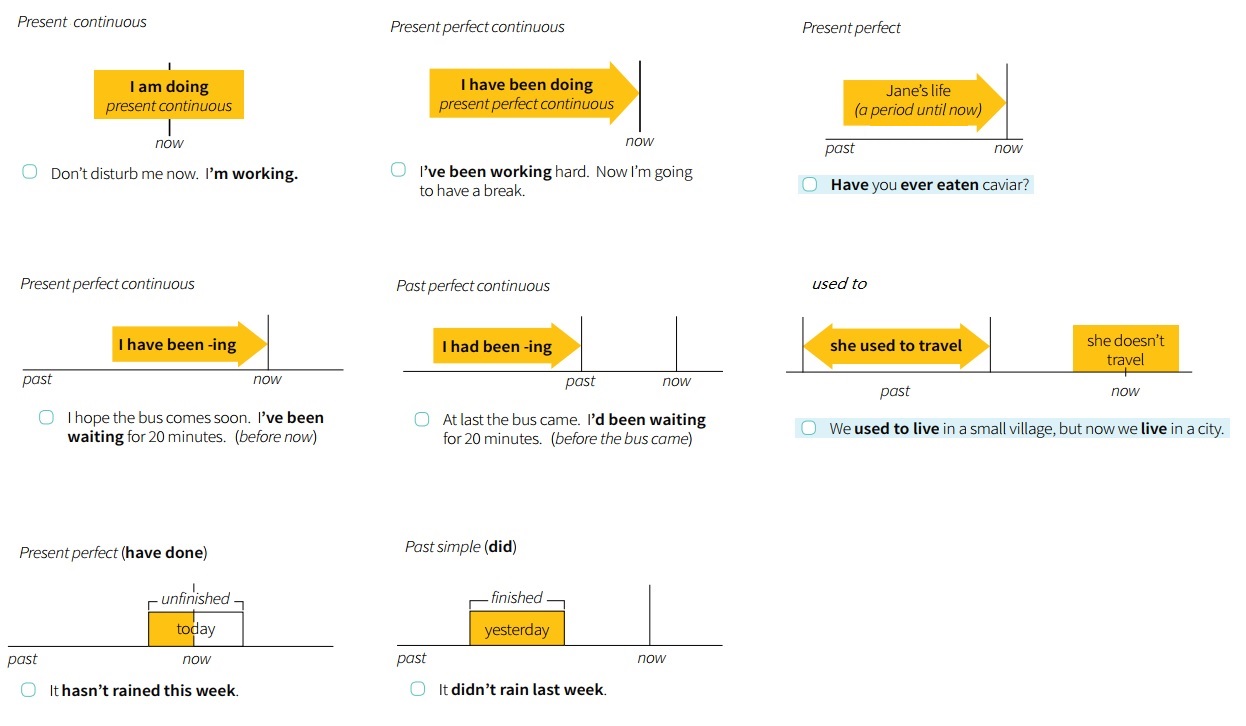 Present continuous
I am doing
present continuous
now
Don't disturb me now. I'm working.
Present perfect continuous
I have been doing
present perfect continuous
now
I've been working hard. Now I'm going
to have a break.
Present perfect
Jane's life
(a period until now)
past now
Have you ever eaten caviar?
Present perfect continuous
I have been -ing
past now
I hope the bus comes soon. I've been
waiting for 20 minutes. (before now)
Past perfect continuous
I had been -ing
past now
At last the bus came. I'd been waiting
for 20 minutes. (before the bus came)
used to
she used to travel
she doesn't
travel
past now
We used to live in a small village, but now we live in a city.
Present perfect (have done)
unfinished
today
past now
It hasn't rained this week.
Past simple (did)
finished
yesterday
past now
It didn't rain last week.